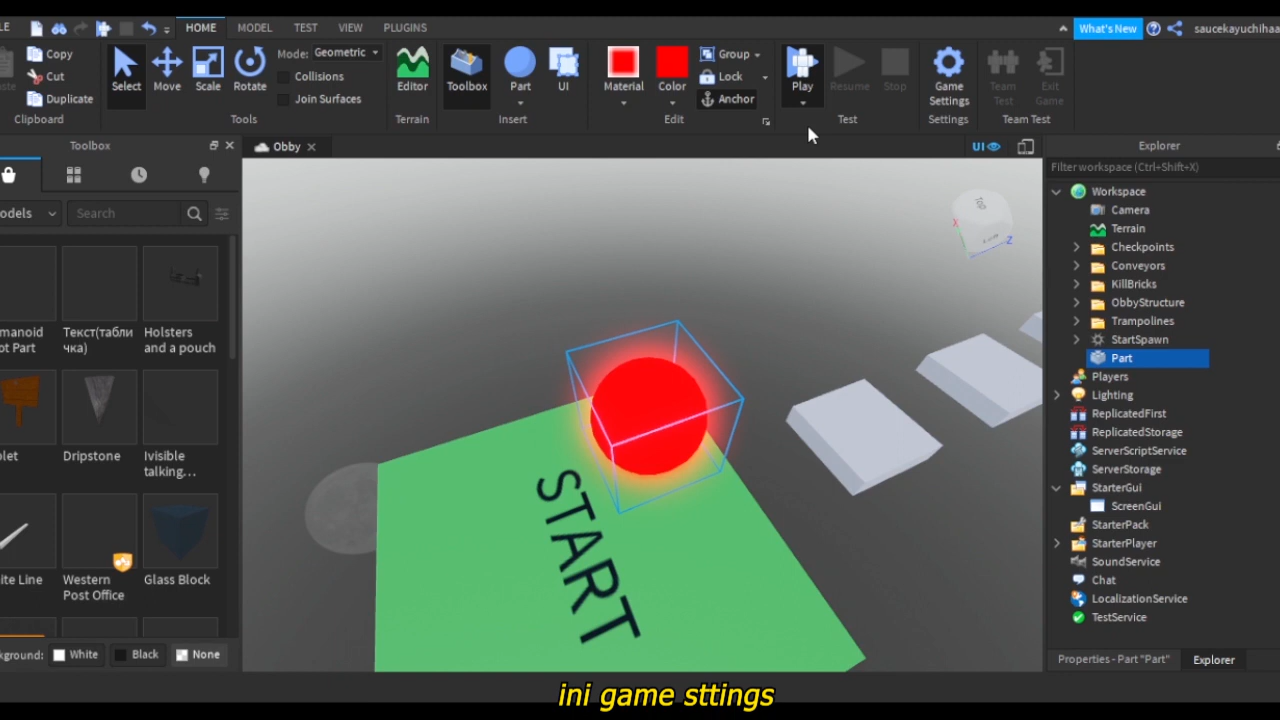 LE
HOME
MODEL
TEST
VIEW
PLUGINS
What's New
saucekayuchihaa
Copy
Cut
Duplicate
Clipboard
Select
Move
Scale
Rotate
Mode: Geometric
Collisions
Join Surfaces
Tools
Editor
Terrain
Toolbox
Part
UI
Insert
Material
Color
Group
Lock
Anchor
Edit
Play
Resume
Stop
Test
Game Settings
Settings
Team Test
Exit Game
Team Test
Toolbox
Obby
UI
Explorer
odels
Search
Filter workspace (Ctrl+Shift+X)
manoid
ot Part
Текст(табли
чка)
Holsters
and a pouch
olet
Dripstone
Ivisible
talking...
ite Line
Western
Post Office
Glass Block
ground:
White
Black
None
TOP
X
Z
START
Workspace
Camera
Terrain
Checkpoints
Conveyors
KillBricks
ObbyStructure
Trampolines
StartSpawn
Part
Players
Lighting
ReplicatedFirst
ReplicatedStorage
ServerScriptService
ServerStorage
StarterGui
ScreenGui
StarterPack
StarterPlayer
SoundService
Chat
LocalizationService
TestService
Properties - Part "Part"
Explorer
ini game sttings